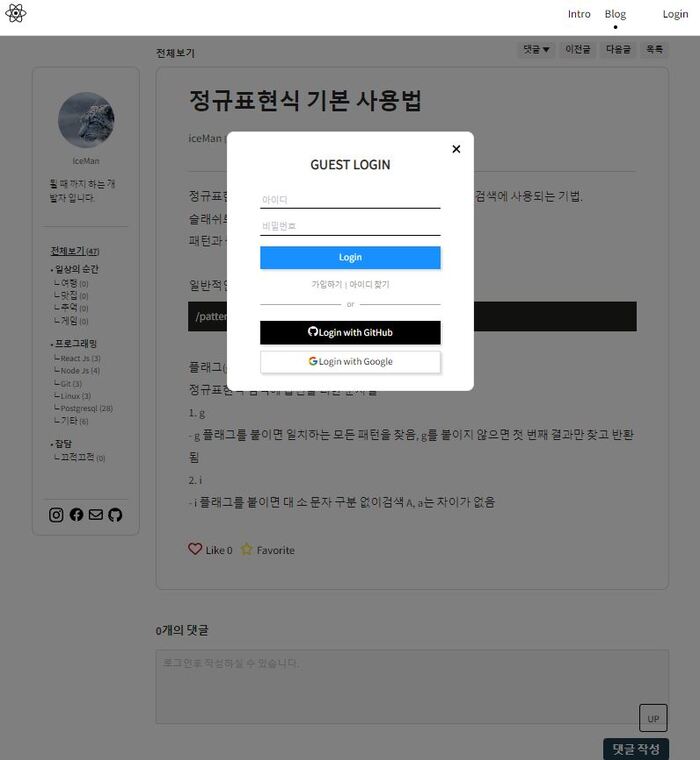 Intro Blog Login
전체보기
댓글 ▼ 이전글 다음글 목록
IceMan
될 때 까지 하는 개
발자 입니다.
전체보기 (47)
• 일상의 순간
ㄴ여행 (0)
ㄴ맛집 (0)
ㄴ추억 (0)
ㄴ게임 (0)
• 프로그래밍
ㄴReact Js (3)
ㄴNode Js (4)
ㄴGit (3)
ㄴLinux (3)
ㄴPostgresql (28)
ㄴ기타 (6)
• 잡담
ㄴ끄적끄적 (0)
정규표현식 기본 사용법
iceMan
정규표현 검색에 사용되는 기법.
슬래쉬
패턴과
일반적인
/patter
플래그
정규표현식
1. g
- g 플래그를 붙이면 일치하는 모든 패턴을 찾음, g를 붙이지 않으면 첫 번째 결과만 찾고 반환
됨
2. i
- i 플래그를 붙이면 대 소 문자 구분 없이검색 A, a는 차이가 없음
Like 0 Favorite
GUEST LOGIN
아이디
비밀번호
Login
가입하기 | 아이디 찾기
or
Login with GitHub
Login with Google
0개의 댓글
로그인후 작성하실 수 있습니다.
UP
댓글 작성